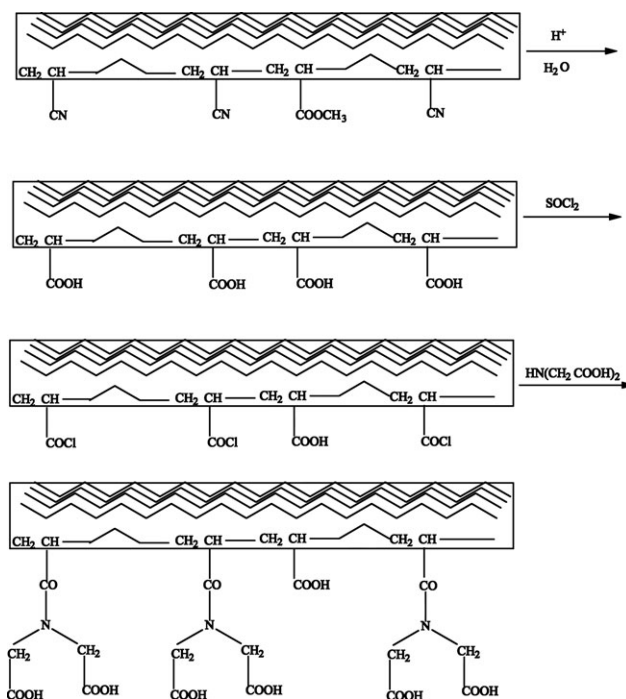 H⁺
CH₂ CH CH₂ CH CH₂ CH CH₂ CH
H₂O
CN CN COOCH₃ CN
SOCl₂
CH₂ CH CH₂ CH CH₂ CH CH₂ CH
COOH COOH COOH COOH
HN(CH₂ COOH)₂
CH₂ CH CH₂ CH CH₂ CH CH₂ CH
COCl COCl COOH COCl
CH₂ CH CH₂ CH CH₂ CH CH₂ CH
CO CO COOH CO
N N N
CH₂ CH₂ CH₂ CH₂ CH₂ CH₂
COOH COOH COOH COOH COOH COOH